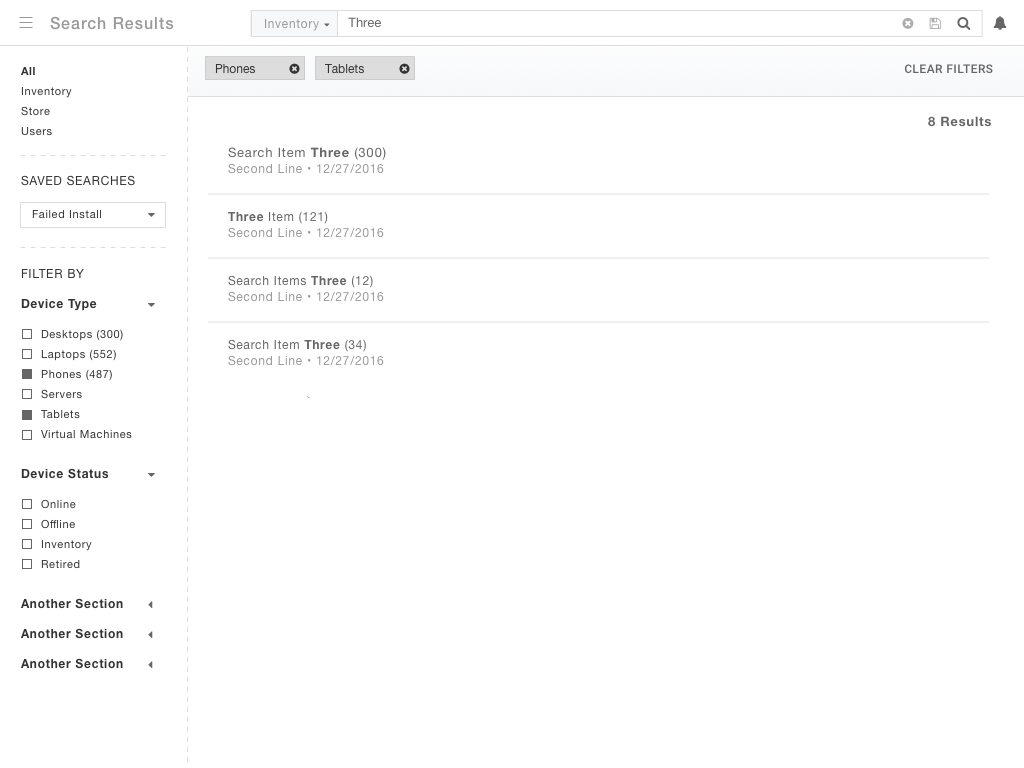 Search Results
Inventory
Three
All
Inventory
Store
Users
SAVED SEARCHES
Failed Install
FILTER BY
Device Type
Desktops (300)
Laptops (552)
Phones (487)
Servers
Tablets
Virtual Machines
Device Status
Online
Offline
Inventory
Retired
Another Section
Another Section
Another Section
Phones
Tablets
CLEAR FILTERS
8 Results
Search Item Three (300)
Second Line • 12/27/2016
Three Item (121)
Second Line • 12/27/2016
Search Items Three (12)
Second Line • 12/27/2016
Search Item Three (34)
Second Line • 12/27/2016